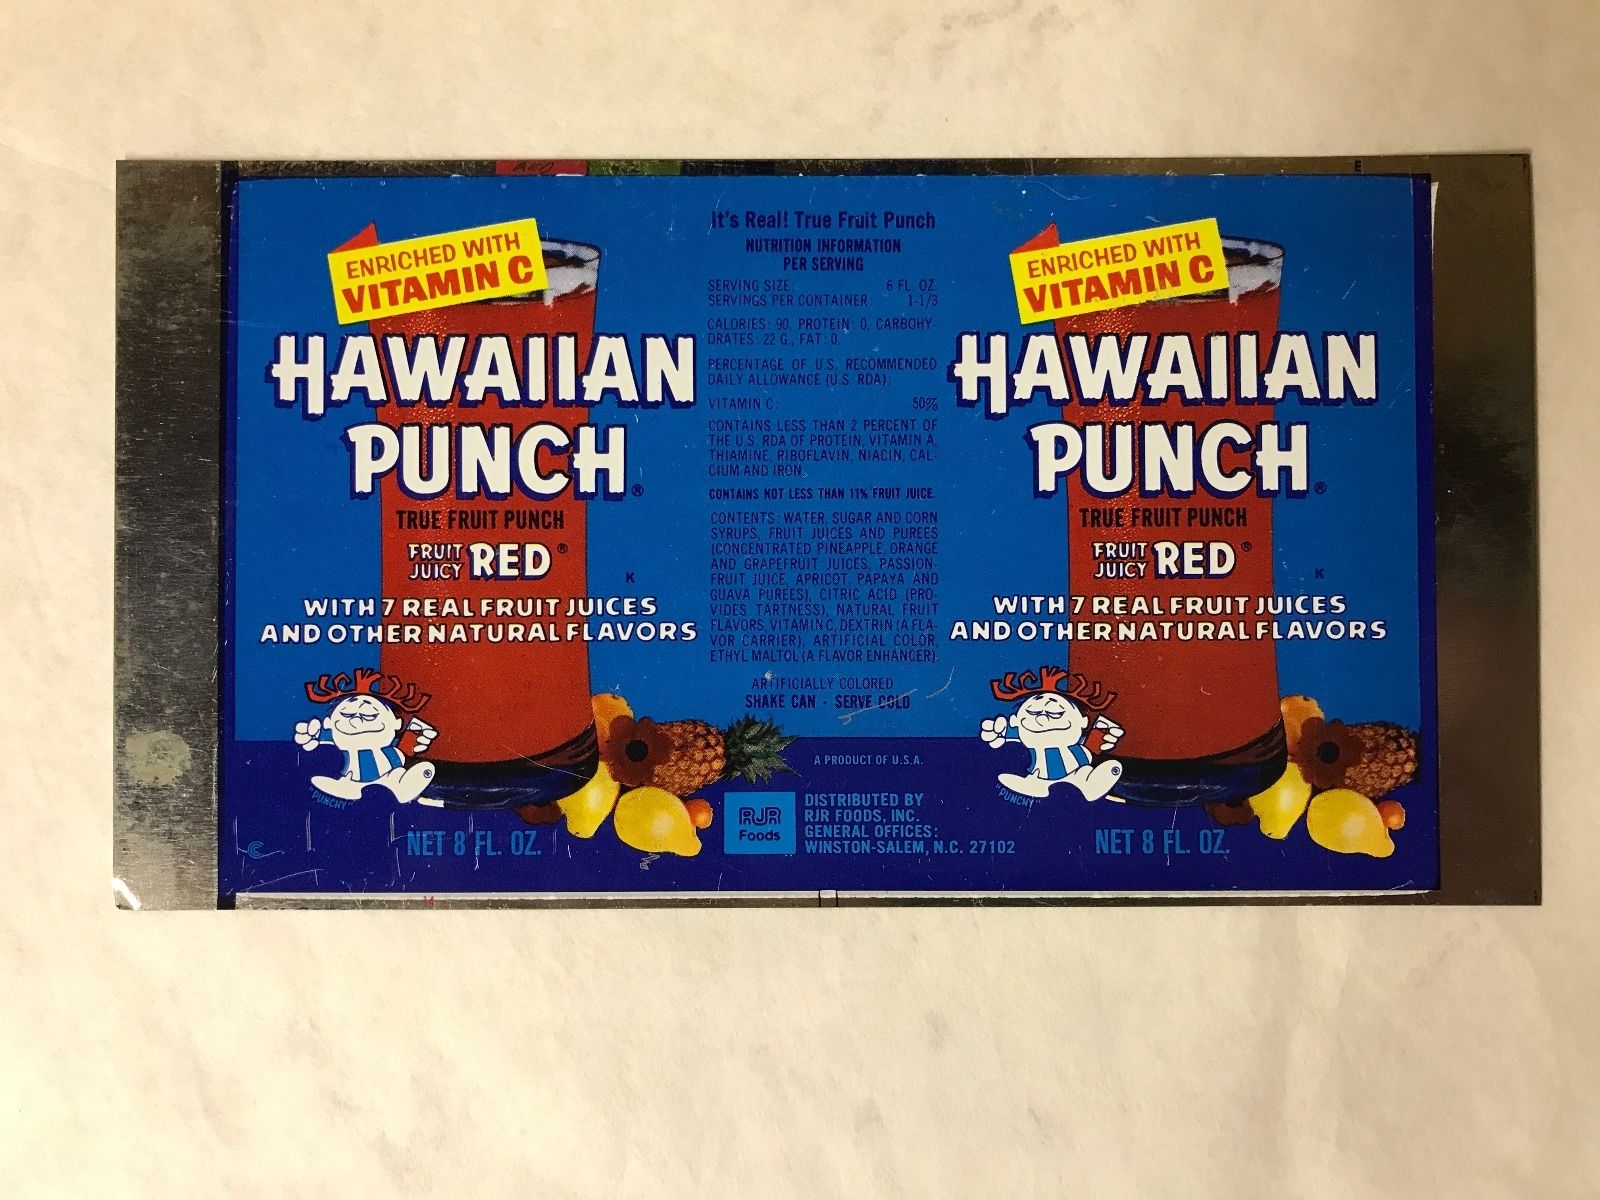 RED
E
ENRICHED WITH
VITAMIN C
HAWAIIAN
PUNCH®
TRUE FRUIT PUNCH
FRUIT
JUICY RED®
K
WITH 7 REAL FRUIT JUICES
AND OTHER NATURAL FLAVORS
"PUNCHY" ®
NET 8 FL. OZ.
C
14
It's Real! True Fruit Punch
NUTRITION INFORMATION
PER SERVING
SERVING SIZE: 6 FL. OZ.
SERVINGS PER CONTAINER: 1-1/3
CALORIES: 90, PROTEIN: 0, CARBOHY-
DRATES: 22 G., FAT: 0.
PERCENTAGE OF U.S. RECOMMENDED
DAILY ALLOWANCE (U.S. RDA):
VITAMIN C: 50%
CONTAINS LESS THAN 2 PERCENT OF
THE U.S. RDA OF PROTEIN, VITAMIN A,
THIAMINE, RIBOFLAVIN, NIACIN, CAL-
CIUM AND IRON.
CONTAINS NOT LESS THAN 11% FRUIT JUICE.
CONTENTS: WATER, SUGAR AND CORN
SYRUPS, FRUIT JUICES AND PUREES
(CONCENTRATED PINEAPPLE, ORANGE
AND GRAPEFRUIT JUICES, PASSION-
FRUIT JUICE, APRICOT, PAPAYA AND
GUAVA PUREES), CITRIC ACID (PRO-
VIDES TARTNESS), NATURAL FRUIT
FLAVORS, VITAMIN C, DEXTRIN (A FLA-
VOR CARRIER), ARTIFICIAL COLOR,
ETHYL MALTOL (A FLAVOR ENHANCER).
ARTIFICIALLY COLORED
SHAKE CAN · SERVE COLD
A PRODUCT OF U.S.A.
RJR
Foods
DISTRIBUTED BY
RJR FOODS, INC.
GENERAL OFFICES:
WINSTON-SALEM, N.C. 27102
ENRICHED WITH
VITAMIN C
HAWAIIAN
PUNCH®
TRUE FRUIT PUNCH
FRUIT
JUICY RED®
K
WITH 7 REAL FRUIT JUICES
AND OTHER NATURAL FLAVORS
"PUNCHY" ®
NET 8 FL. OZ.